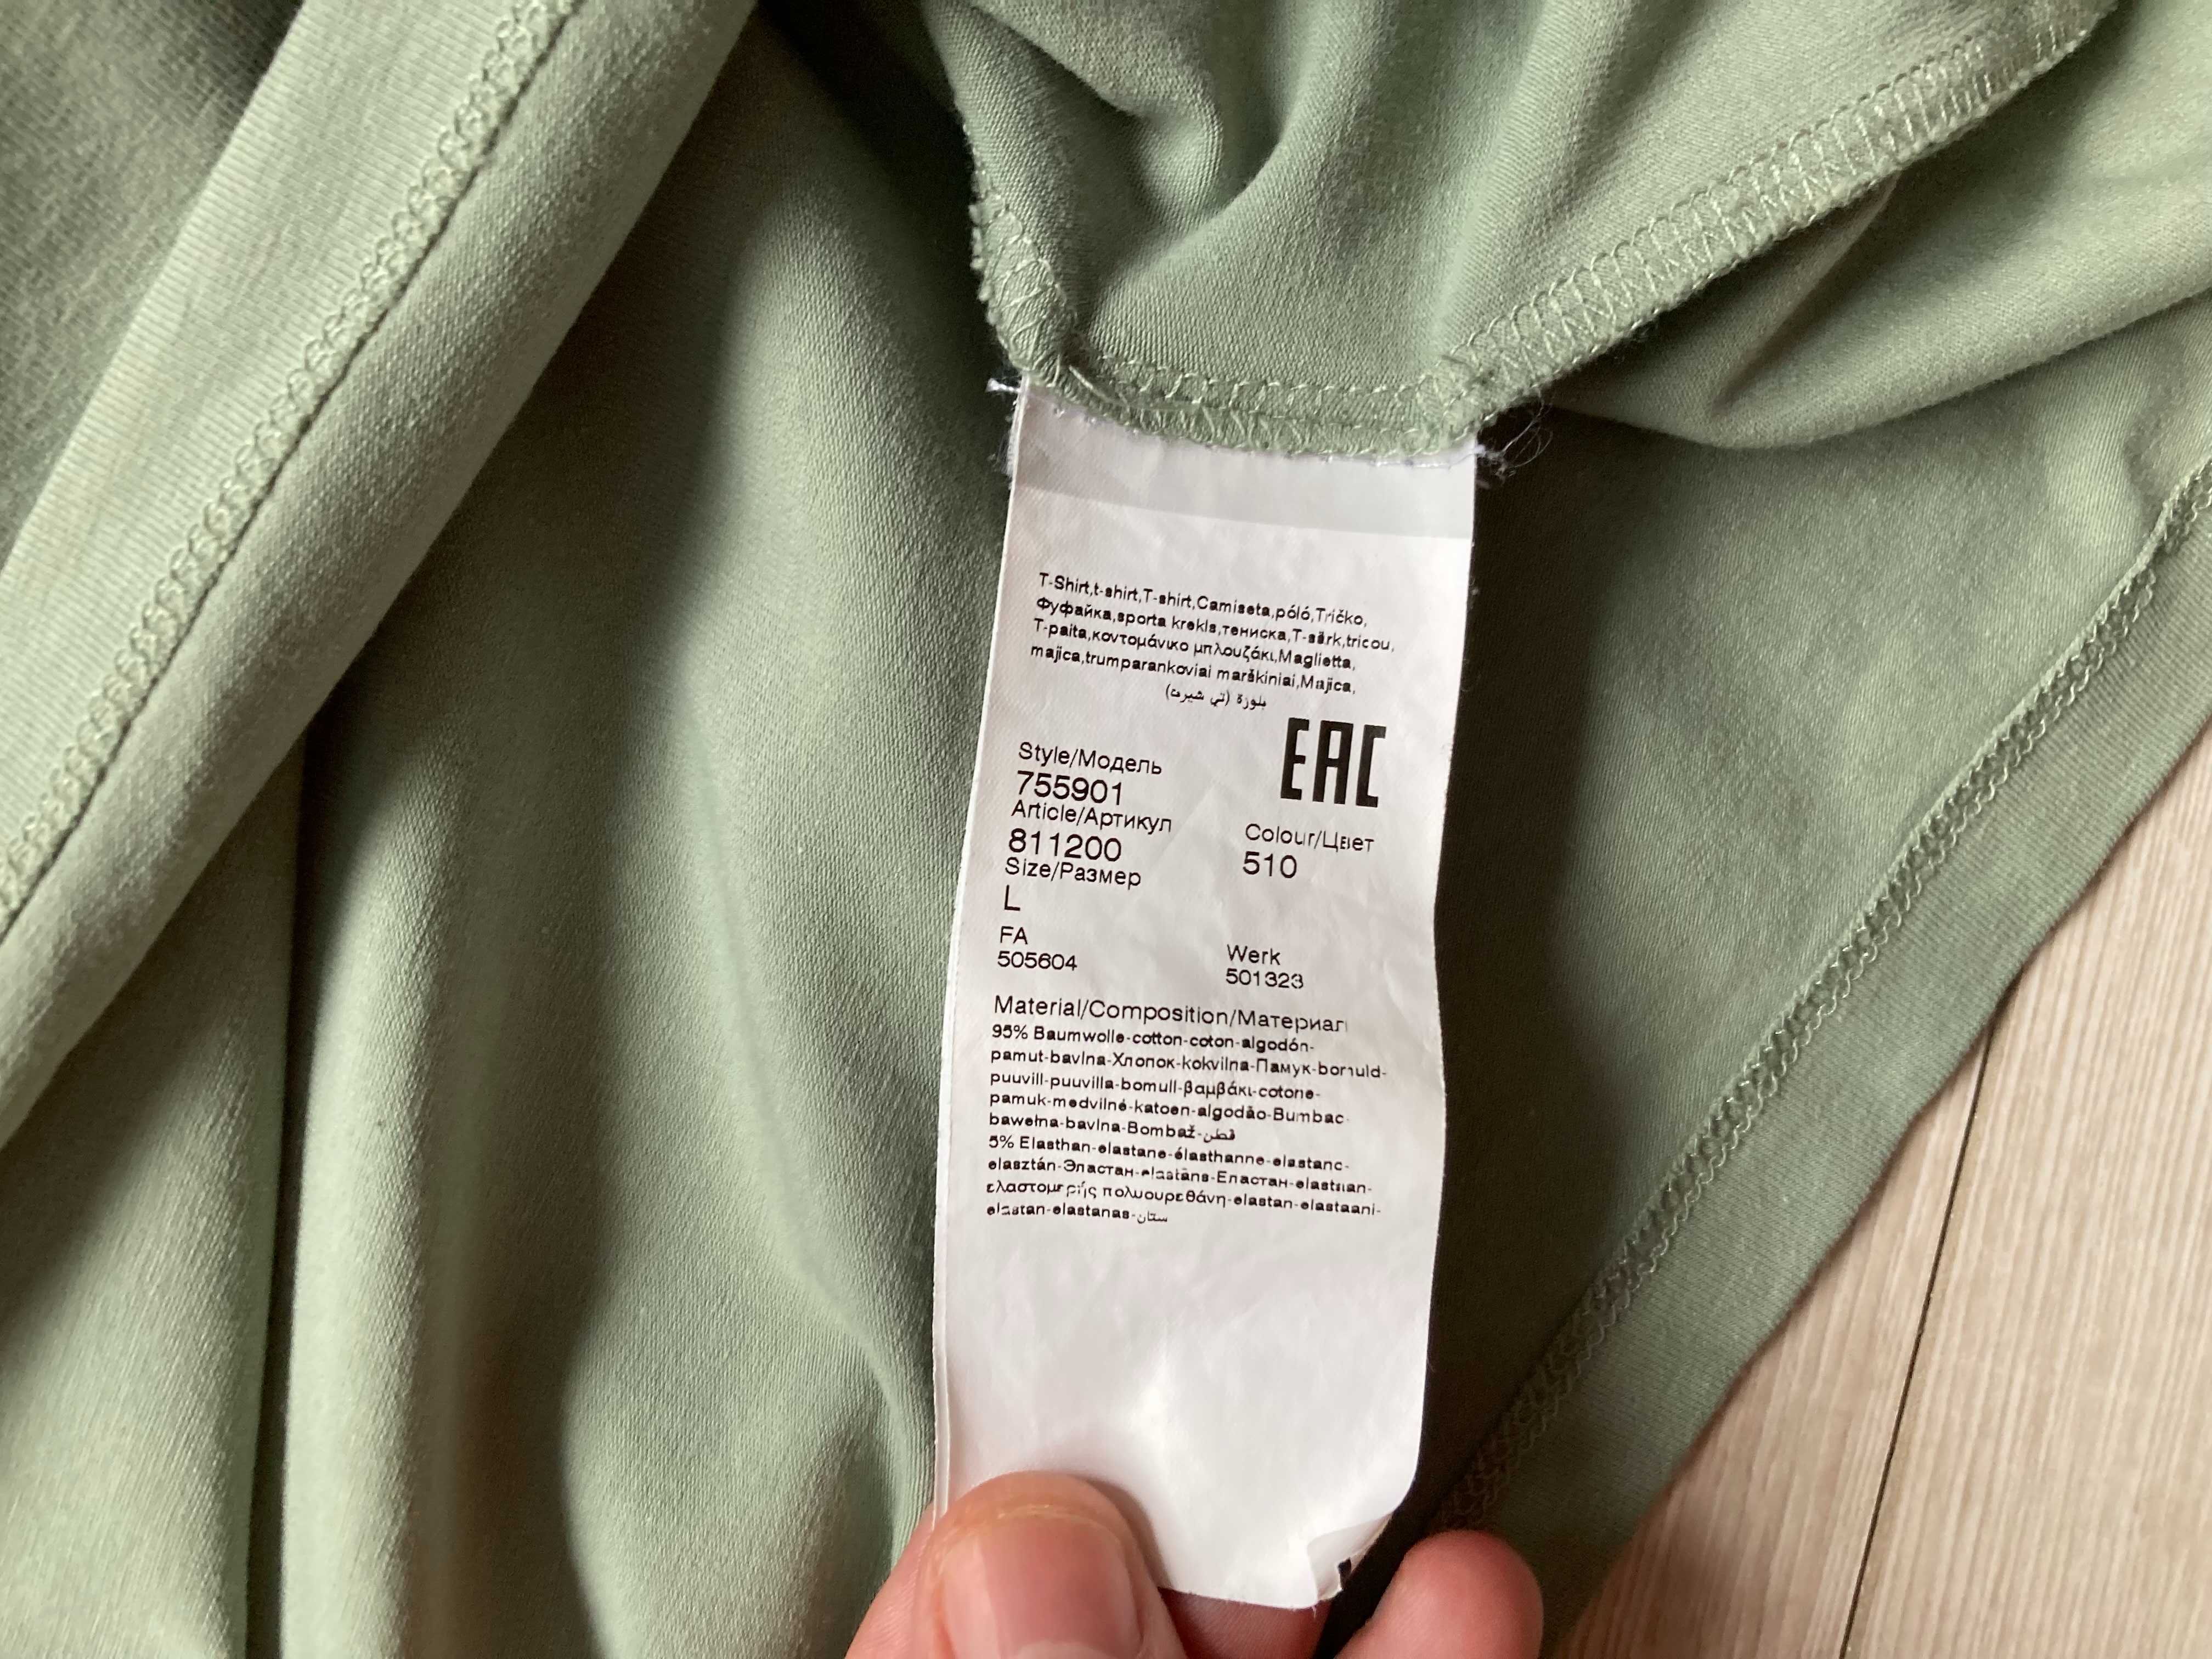 T-Shirt,t-shirt,T-shirt,Camiseta,póló,Tričko,
Фуфайка,sporta krekls,тениска,T-särk,tricou,
T-paita,κοντομάνικο μπλουζάκι,Maglietta,
majica,trumparankoviai marškiniai,Majica,
بلوزة (تي شيرت)
EAC
Style/Модель
755901
Article/Артикул
811200
Colour/Цвет
510
Size/Размер
L
FA
505604
Werk
501323
Material/Composition/Материал
95% Baumwolle-cotton-coton-algodón-
pamut-bavlna-Хлопок-kokvilna-Памук-bomuld-
puuvill-puuvilla-bomull-βαμβάκι-cotone-
pamuk-medvilnė-katoen-algodão-Bumbac-
bawełna-bavlna-Bombaž-قطن
5% Elasthan-elastane-élasthanne-elastano-
elasztán-Эластан-elastāns-Еластан-elasthan-
ελαστομερής πολυουρεθάνη-elastan-elastaani-
elastan-elastanas-ستان